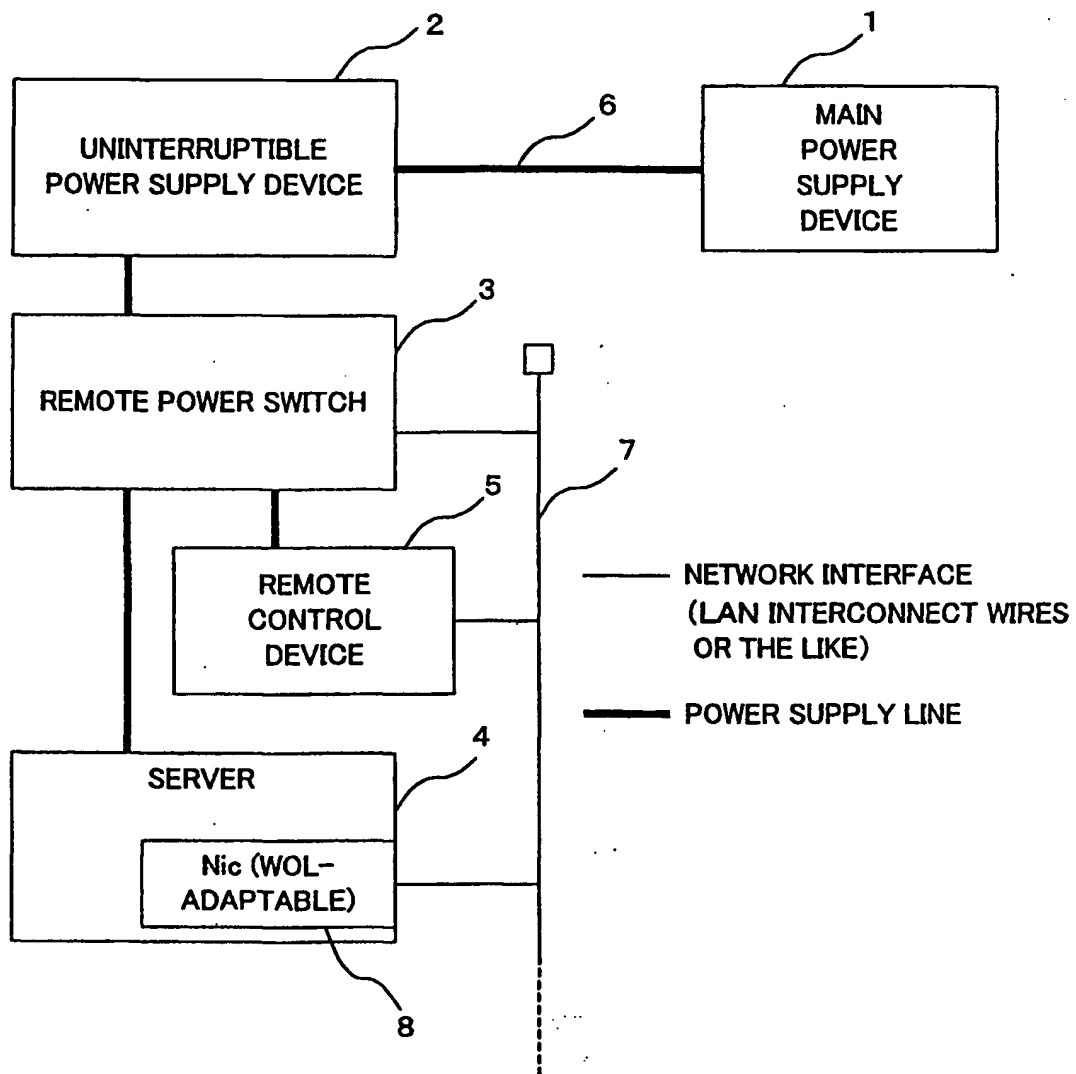 2
1
UNINTERRUPTIBLE
POWER SUPPLY DEVICE
6
MAIN
POWER
SUPPLY
DEVICE
3
REMOTE POWER SWITCH
7
5
REMOTE
CONTROL
DEVICE
NETWORK INTERFACE
(LAN INTERCONNECT WIRES
OR THE LIKE)
POWER SUPPLY LINE
4
SERVER
Nic (WOL-
ADAPTABLE)
8